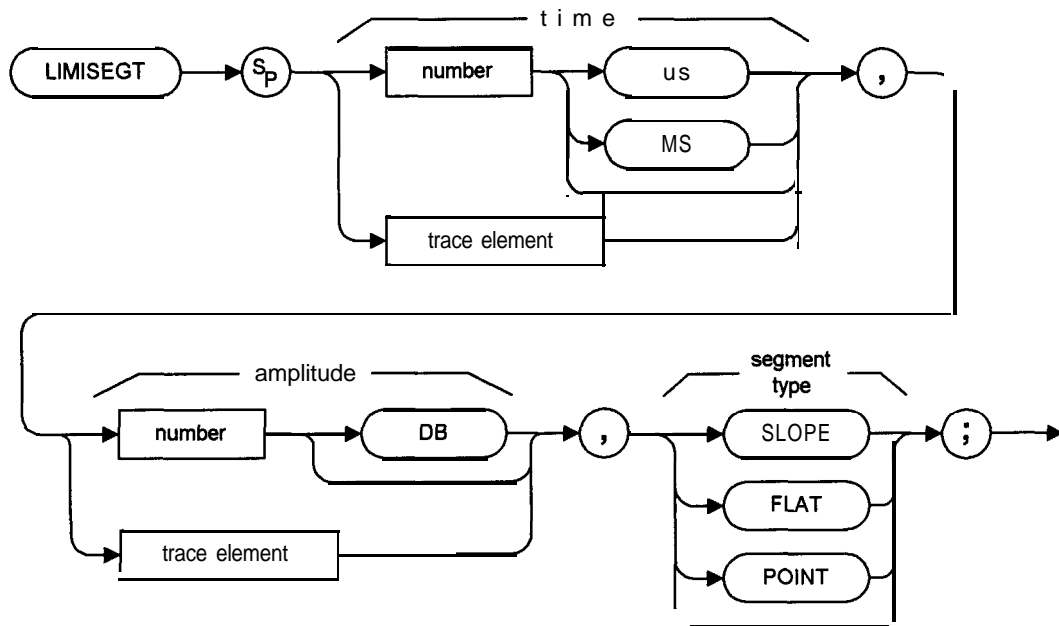 time
LIMISEGT
SP
number
us
,
MS
trace element
amplitude
segment
type
number
DB
,
SLOPE
;
FLAT
trace element
POINT